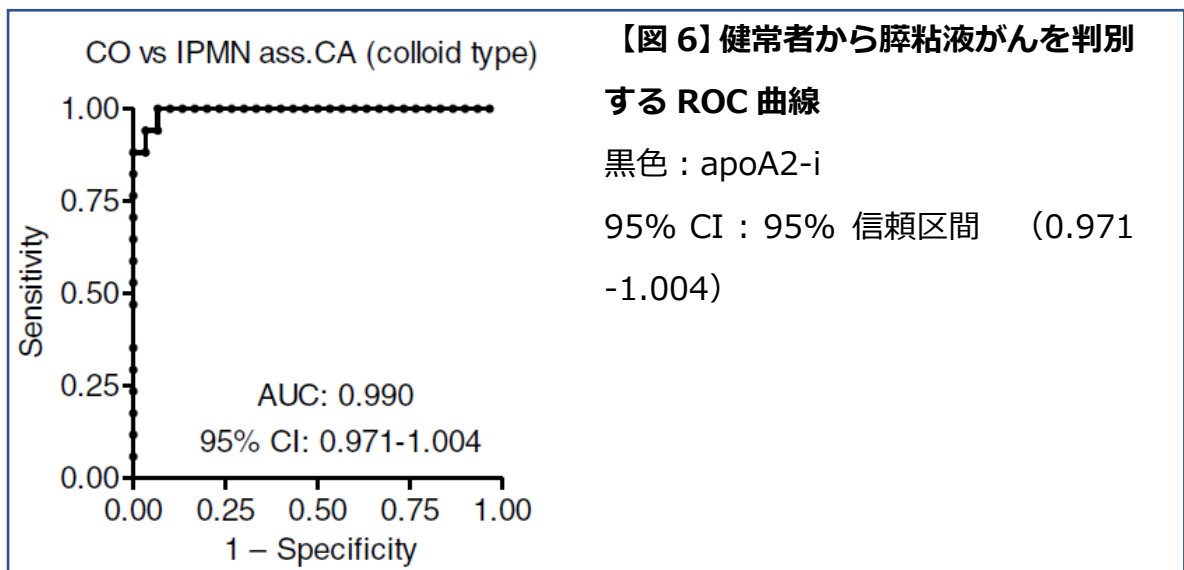 CO vs IPMN ass.CA (colloid type)
1.00
0.75
0.50
0.25
0.00
Sensitivity
AUC: 0.990
95% CI: 0.971-1.004
0.00 0.25 0.50 0.75 1.00
1 – Specificity
【図 6】健常者から膵粘液がんを判別
する ROC 曲線
黒色：apoA2-i
95% CI : 95% 信頼区間 （0.971
-1.004）